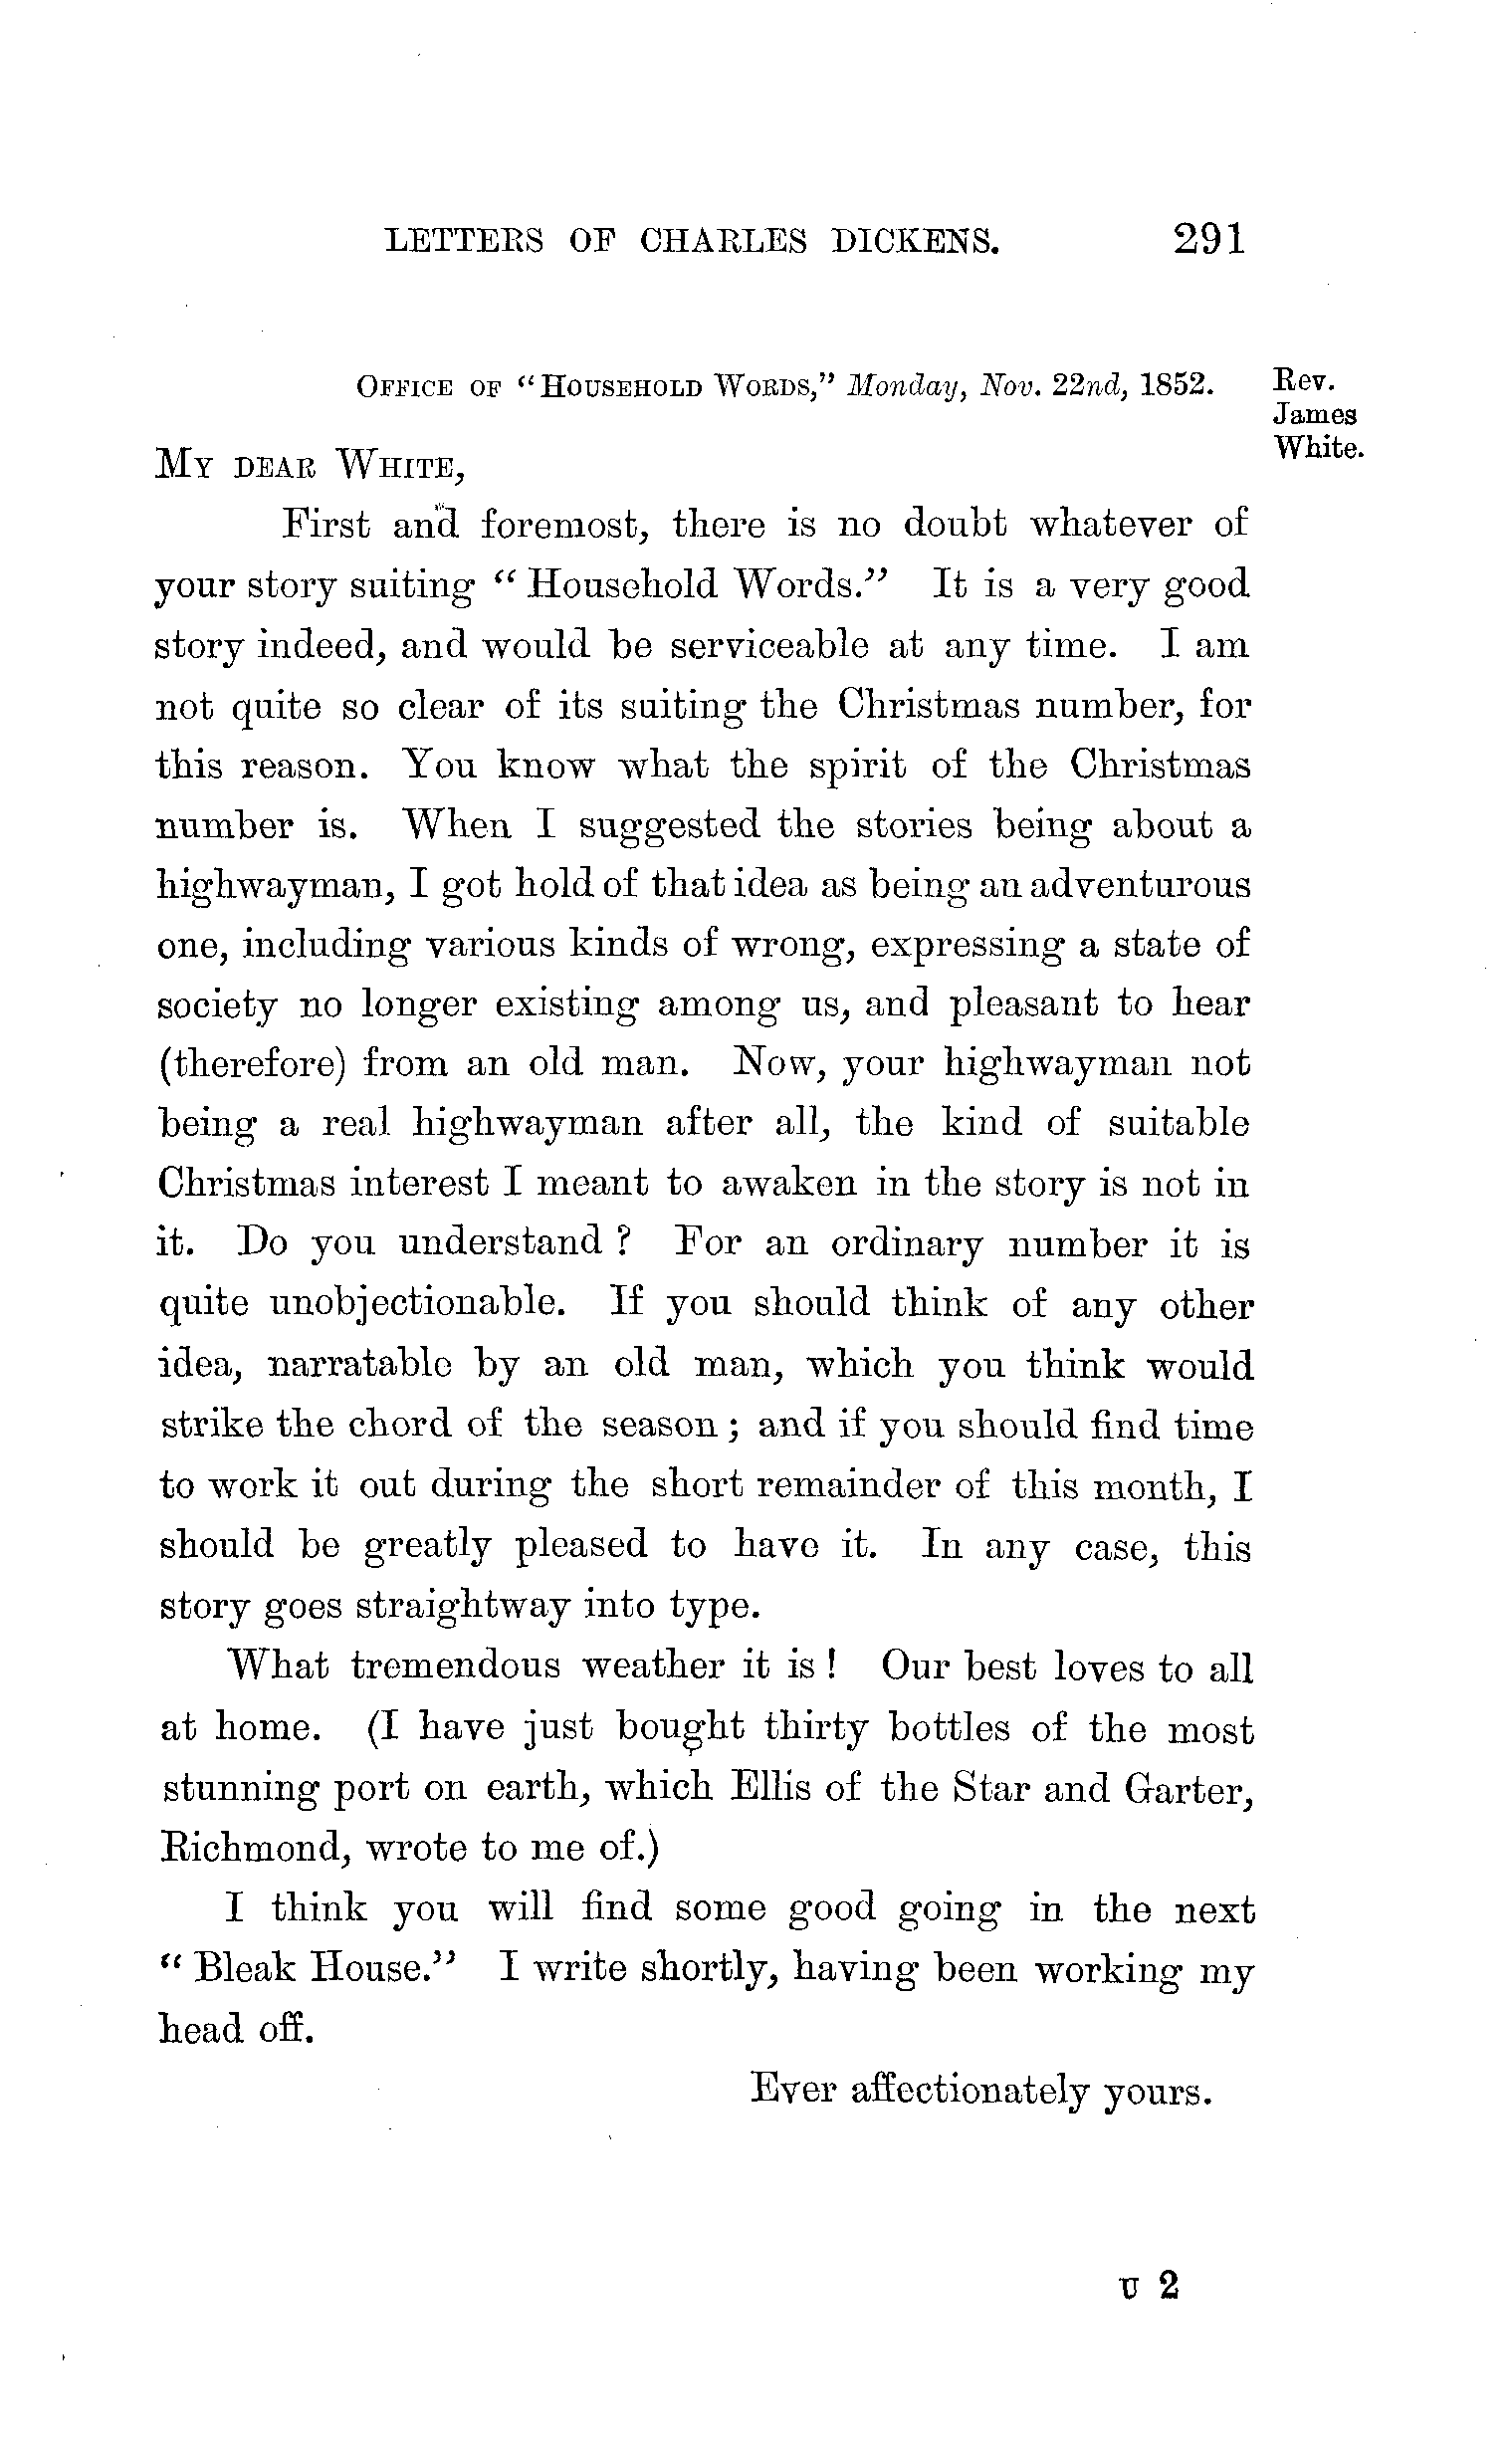 LETTERS OF CHARLES DICKENS. 291
OFFICE OF "HOUSEHOLD WORDS," Monday, Nov. 22nd, 1852.
Rev.
James
White.
MY DEAR WHITE,
First and foremost, there is no doubt whatever of
your story suiting "Household Words." It is a very good
story indeed, and would be serviceable at any time. I am
not quite so clear of its suiting the Christmas number, for
this reason. You know what the spirit of the Christmas
number is. When I suggested the stories being about a
highwayman, I got hold of that idea as being an adventurous
one, including various kinds of wrong, expressing a state of
society no longer existing among us, and pleasant to hear
(therefore) from an old man. Now, your highwayman not
being a real highwayman after all, the kind of suitable
Christmas interest I meant to awaken in the story is not in
it. Do you understand? For an ordinary number it is
quite unobjectionable. If you should think of any other
idea, narratable by an old man, which you think would
strike the chord of the season; and if you should find time
to work it out during the short remainder of this month, I
should be greatly pleased to have it. In any case, this
story goes straightway into type.
What tremendous weather it is! Our best loves to all
at home. (I have just bought thirty bottles of the most
stunning port on earth, which Ellis of the Star and Garter,
Richmond, wrote to me of.)
I think you will find some good going in the next
"Bleak House." I write shortly, having been working my
head off.
Ever affectionately yours.
U 2